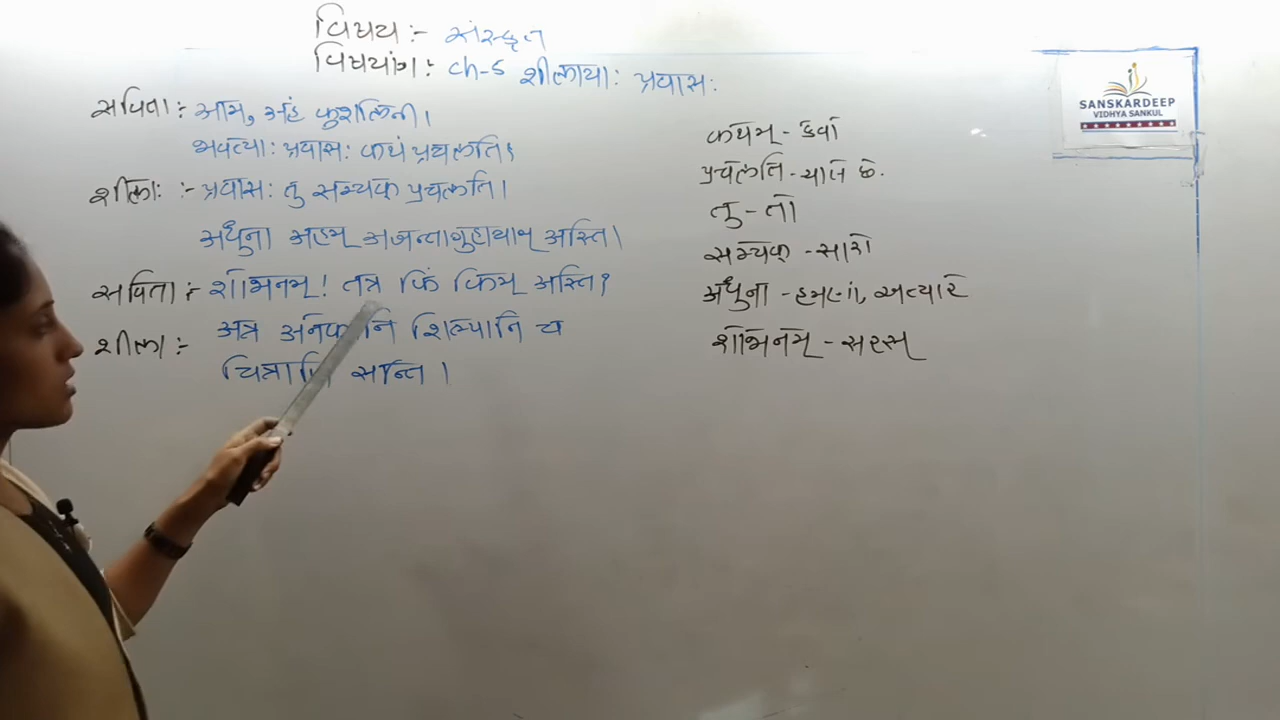 विषय :- संस्कृत
विषयांग : ch-5 शीलायाः प्रवासः
सविता :- आम्, अहं कुशलिनी।
भवत्याः प्रवासः कथं प्रचलति?
शीला :- प्रवासः तु सम्यक् प्रचलति।
अधुना अहम् अजन्तागुहायाम् अस्ति।
सविता :- शोभनम्! तत्र किं किम् अस्ति?
शीला :- अत्र अनेकानि शिल्पानि च
चित्राणि सन्ति।
कथम् - કેવો
प्रचलति - ચાલે છે.
तु - તો
सम्यक् - સારો
अधुना - હમણાં, અત્યારે
शोभनम् - સરસ
SANSKARDEEP
VIDHYA SANKUL